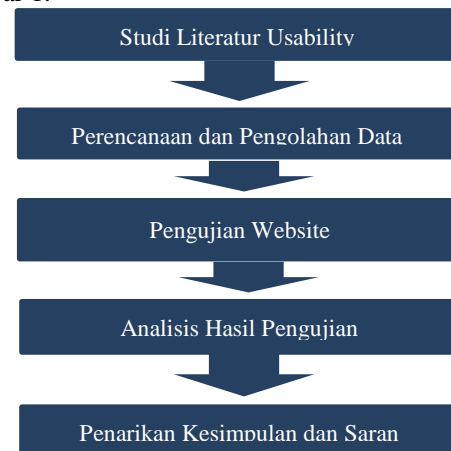 Studi Literatur Usability
Perencanaan dan Pengolahan Data
Pengujian Website
Analisis Hasil Pengujian
Penarikan Kesimpulan dan Saran